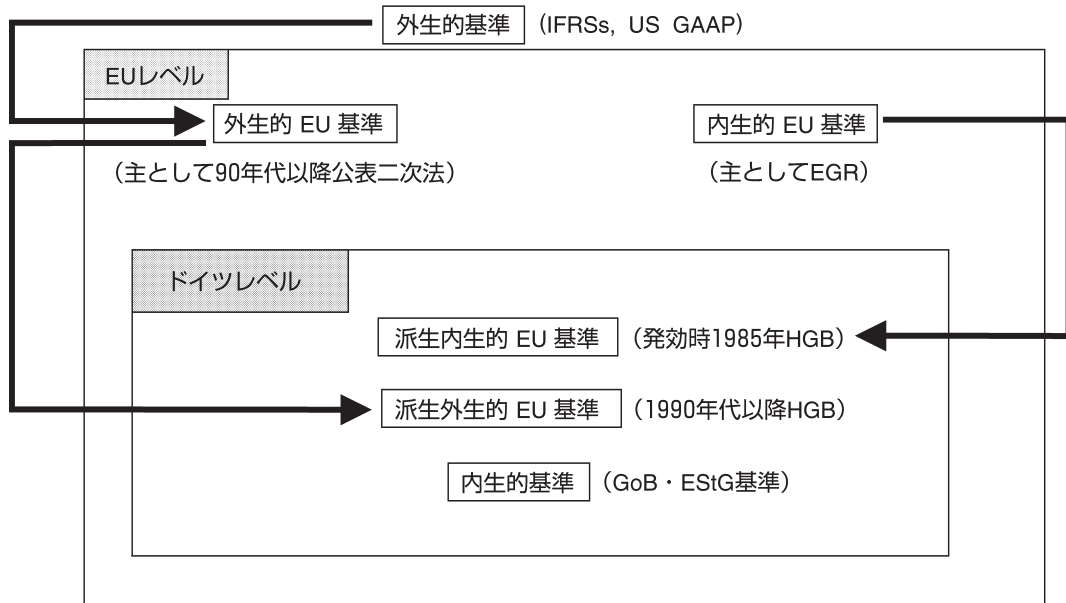 外生的基準 (IFRSs, US GAAP)
EUレベル
外生的 EU 基準 内生的 EU 基準
(主として90年代以降公表二次法) (主としてEGR)
ドイツレベル
派生内生的 EU 基準 (発効時1985年HGB)
派生外生的 EU 基準 (1990年代以降HGB)
内生的基準 (GoB・EStG基準)